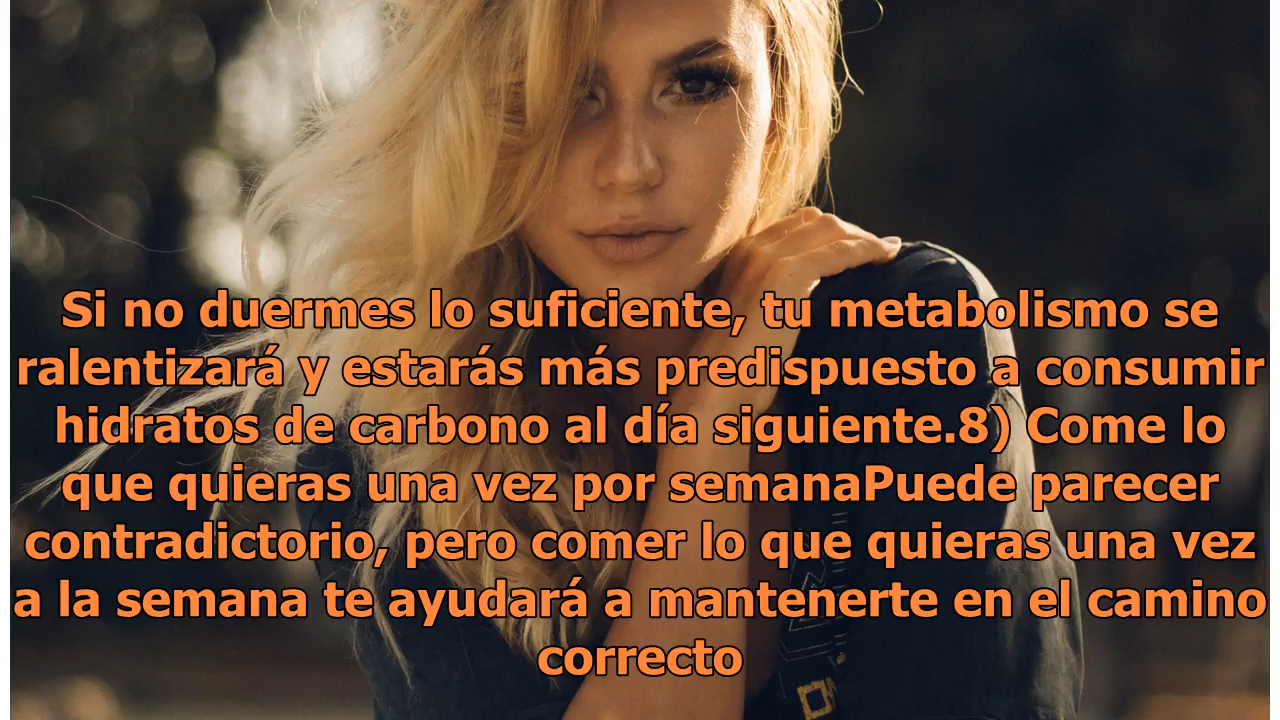 Si no duermes lo suficiente, tu metabolismo se
ralentizará y estarás más predispuesto a consumir
hidratos de carbono al día siguiente.8) Come lo
que quieras una vez por semanaPuede parecer
contradictorio, pero comer lo que quieras una vez
a la semana te ayudará a mantenerte en el camino
correcto